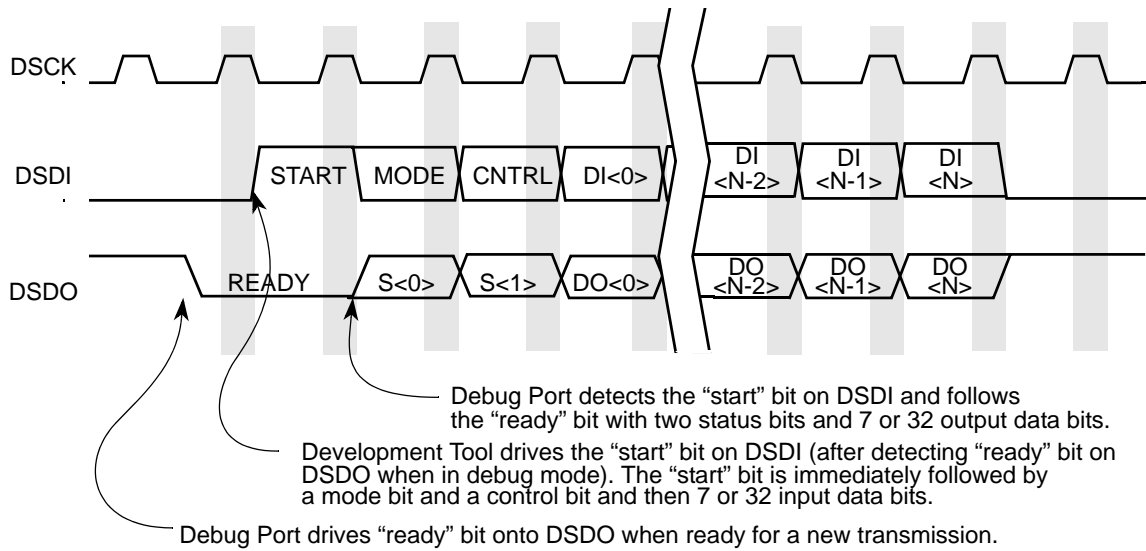 DSCK
DSDI
START
MODE
CNTRL
DI<0>
DI
<N-2>
DI
<N-1>
DI
<N>
DSDO
READY
S<0>
S<1>
DO<0>
DO
<N-2>
DO
<N-1>
DO
<N>
Debug Port detects the “start” bit on DSDI and follows
the “ready” bit with two status bits and 7 or 32 output data bits.
Development Tool drives the “start” bit on DSDI (after detecting “ready” bit on
DSDO when in debug mode). The “start” bit is immediately followed by
a mode bit and a control bit and then 7 or 32 input data bits.
Debug Port drives “ready” bit onto DSDO when ready for a new transmission.